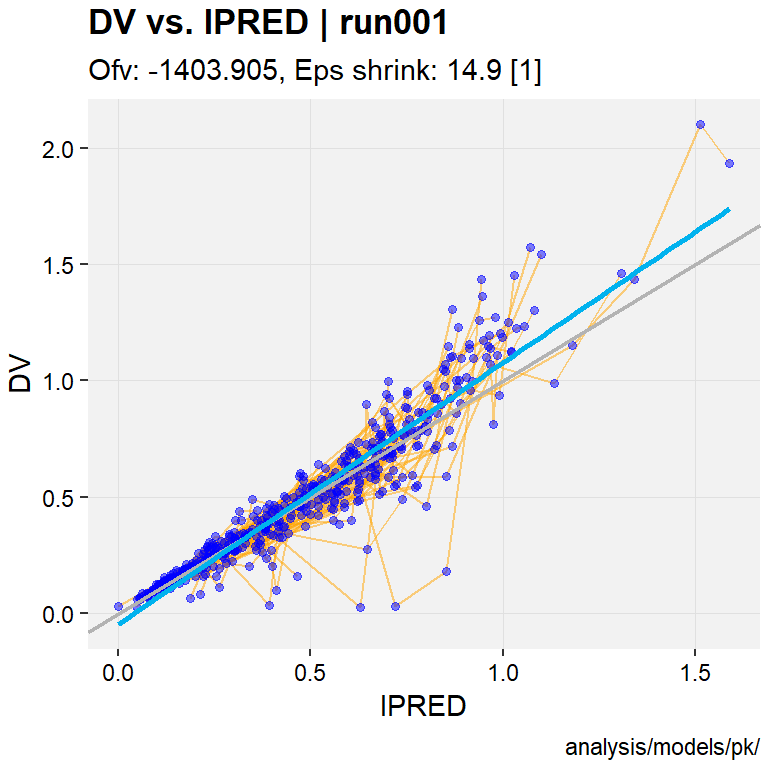 DV vs. IPRED | run001
Ofv: -1403.905, Eps shrink: 14.9 [1]
DV
2.0
1.5
1.0
0.5
0.0
0.0 0.5 1.0 1.5
IPRED
analysis/models/pk/